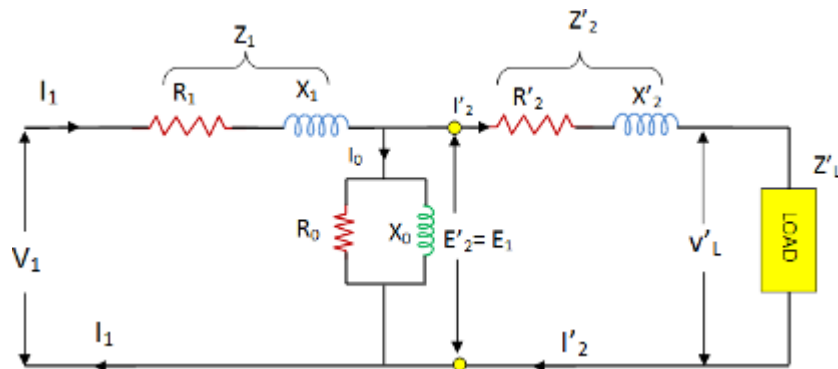 Z₁
Z'₂
I₁
R₁
X₁
I'₂
R'₂
X'₂
I₀
Z'L
R₀
X₀
E'₂= E₁
V₁
v'L
LOAD
I₁
I'₂